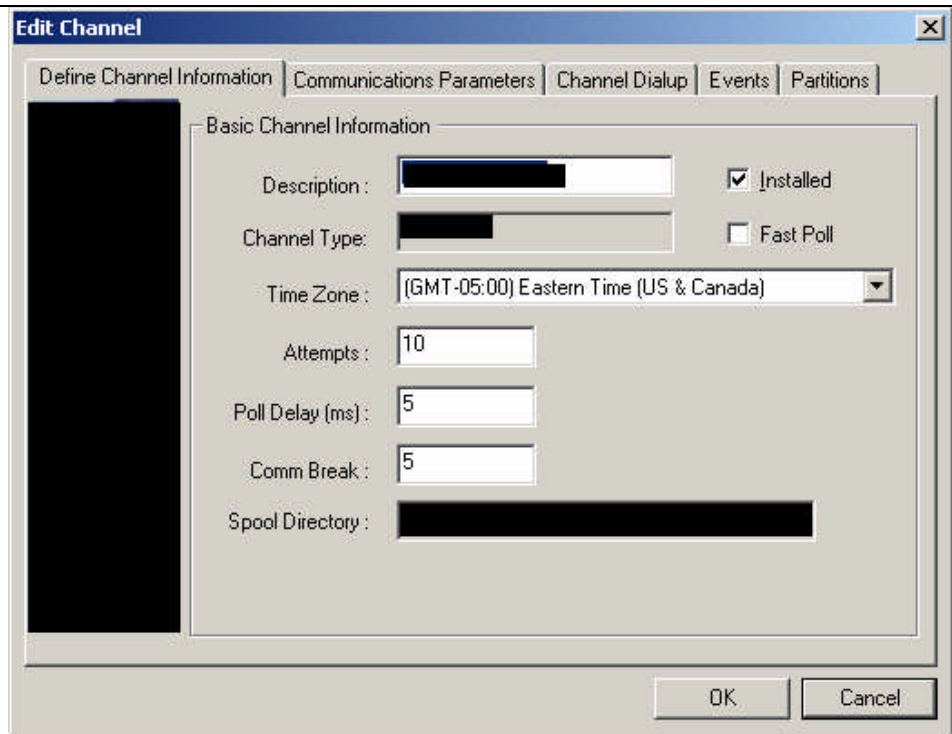 Edit Channel
Define Channel Information Communications Parameters Channel Dialup Events Partitions
Basic Channel Information
Description : Installed
Channel Type: Fast Poll
Time Zone : (GMT-05:00) Eastern Time (US & Canada)
Attempts : 10
Poll Delay (ms) : 5
Comm Break : 5
Spool Directory :
OK Cancel